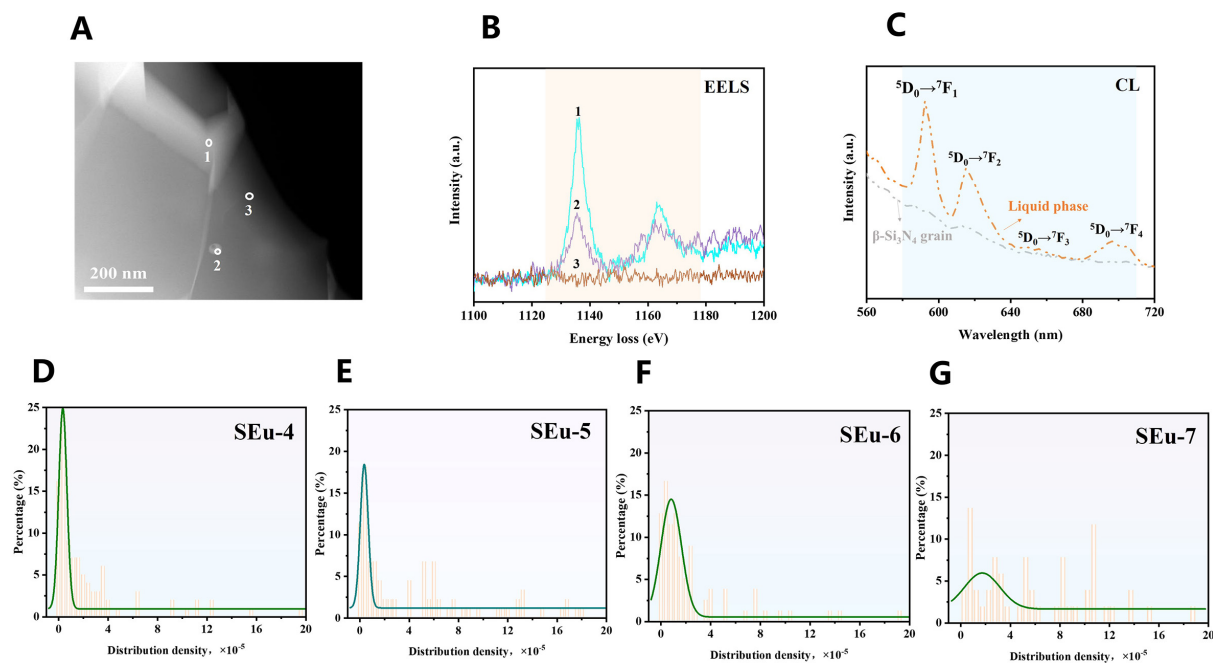 A
1
3
2
200 nm
B
EELS
1
2
3
Intensity (a.u.)
1100 1120 1140 1160 1180 1200
Energy loss (eV)
C
CL
⁵D₀→⁷F₁
⁵D₀→⁷F₂
Liquid phase
β-Si₃N₄ grain
⁵D₀→⁷F₃
⁵D₀→⁷F₄
Intensity (a.u.)
560 600 640 680 720
Wavelength (nm)
D
SEu-4
Percentage (%)
25
20
15
10
5
0
0 4 8 12 16 20
Distribution density, ×10⁻⁵
E
SEu-5
Percentage (%)
25
20
15
10
5
0
0 4 8 12 16 20
Distribution density, ×10⁻⁵
F
SEu-6
Percentage (%)
25
20
15
10
5
0
0 4 8 12 16 20
Distribution density, ×10⁻⁵
G
SEu-7
Percentage (%)
25
20
15
10
5
0
0 4 8 12 16 20
Distribution density, ×10⁻⁵